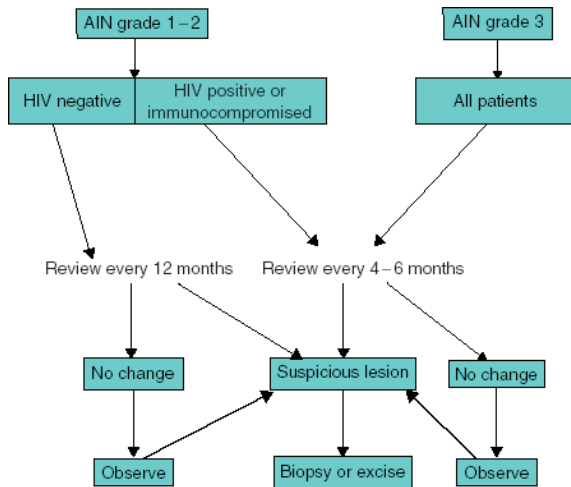 AIN grade 1–2
AIN grade 3
HIV negative
HIV positive or
immunocompromised
All patients
Review every 12 months
Review every 4–6 months
No change
Suspicious lesion
No change
Observe
Biopsy or excise
Observe